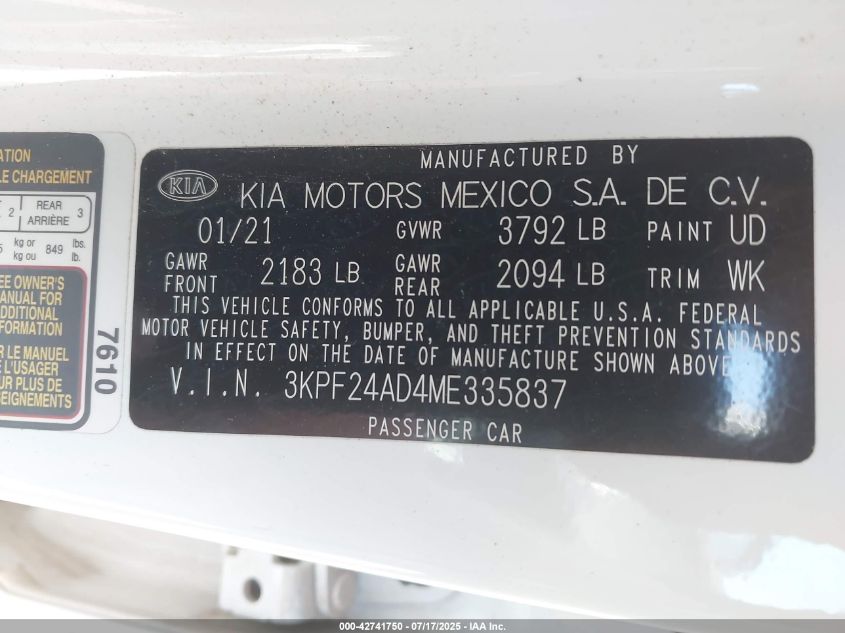 ATION
LE CHARGEMENT
2 REAR ARRIÈRE 3
kg or kg ou 849 lbs. lb.
EE OWNER'S
MANUAL FOR
ADDITIONAL
FORMATION
R LE MANUEL
L'USAGER
PLUS DE
SEIGNEMENTS
7610
MANUFACTURED BY
KIA KIA MOTORS MEXICO S.A. DE C.V.
01/21 GVWR 3792 LB PAINT UD
GAWR FRONT 2183 LB GAWR REAR 2094 LB TRIM WK
THIS VEHICLE CONFORMS TO ALL APPLICABLE U.S.A. FEDERAL
MOTOR VEHICLE SAFETY, BUMPER, AND THEFT PREVENTION STANDARDS
IN EFFECT ON THE DATE OF MANUFACTURE SHOWN ABOVE
V.I.N. 3KPF24AD4ME335837
PASSENGER CAR
000-42741750 - 07/17/2025 - IAA Inc.